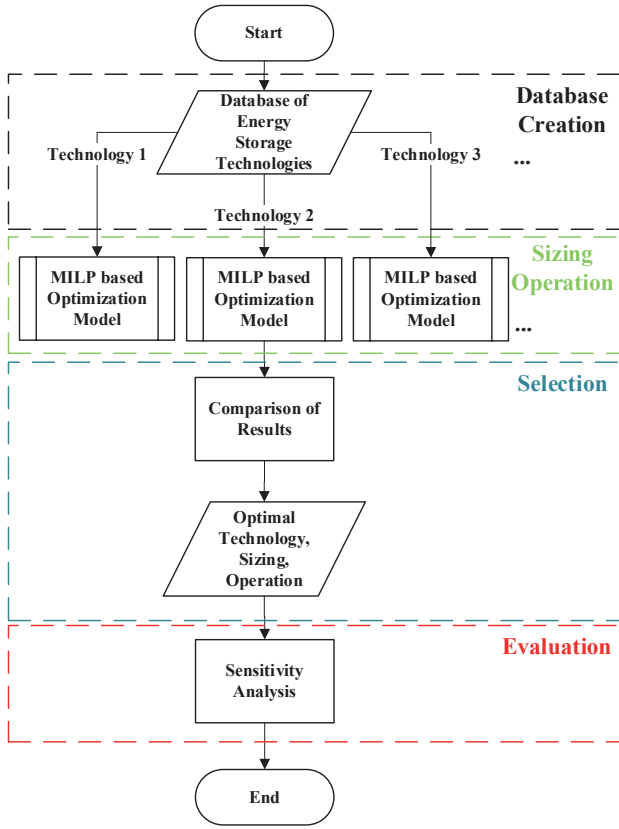 Start
Database of
Energy
Storage
Technologies
Database
Creation
...
Technology 1
Technology 2
Technology 3
MILP based
Optimization
Model
MILP based
Optimization
Model
MILP based
Optimization
Model
Sizing
Operation
...
Selection
Comparison of
Results
Optimal
Technology,
Sizing,
Operation
Evaluation
Sensitivity
Analysis
End